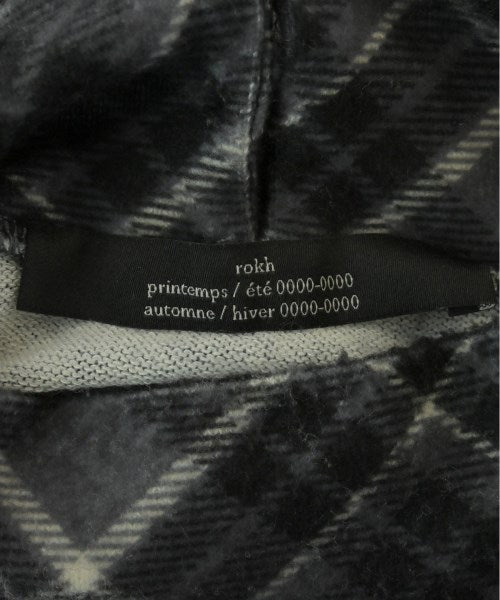 rokh
printemps / été 0000-0000
automne / hiver 0000-0000